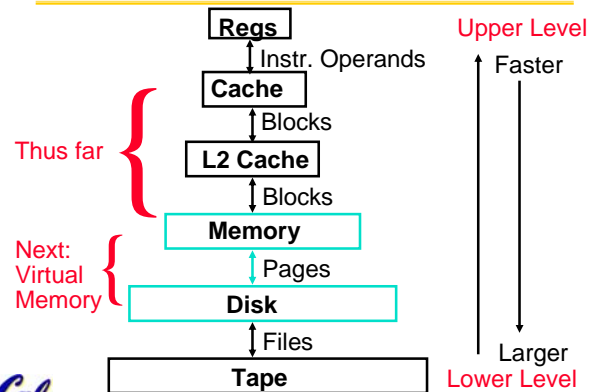 Regs
Upper Level
Instr. Operands
Faster
Cache
Blocks
Thus far
L2 Cache
Blocks
Memory
Next:
Virtual
Memory
Pages
Disk
Files
Larger
Tape
Lower Level